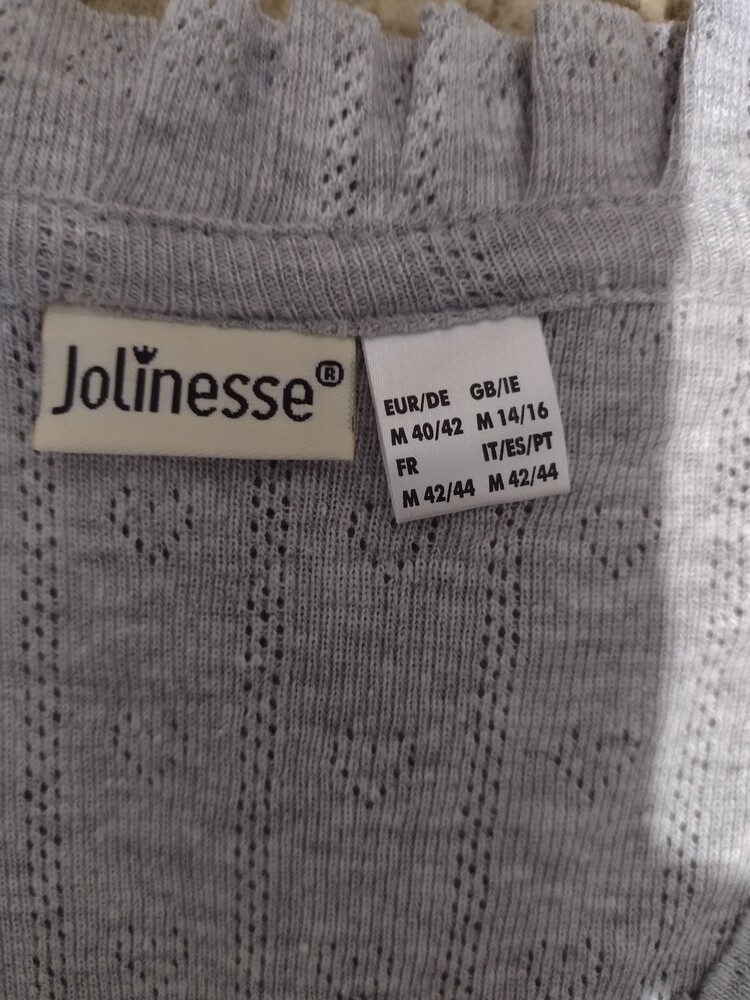 Jolinesse®
EUR/DE GB/IE
M 40/42 M 14/16
FR IT/ES/PT
M 42/44 M 42/44